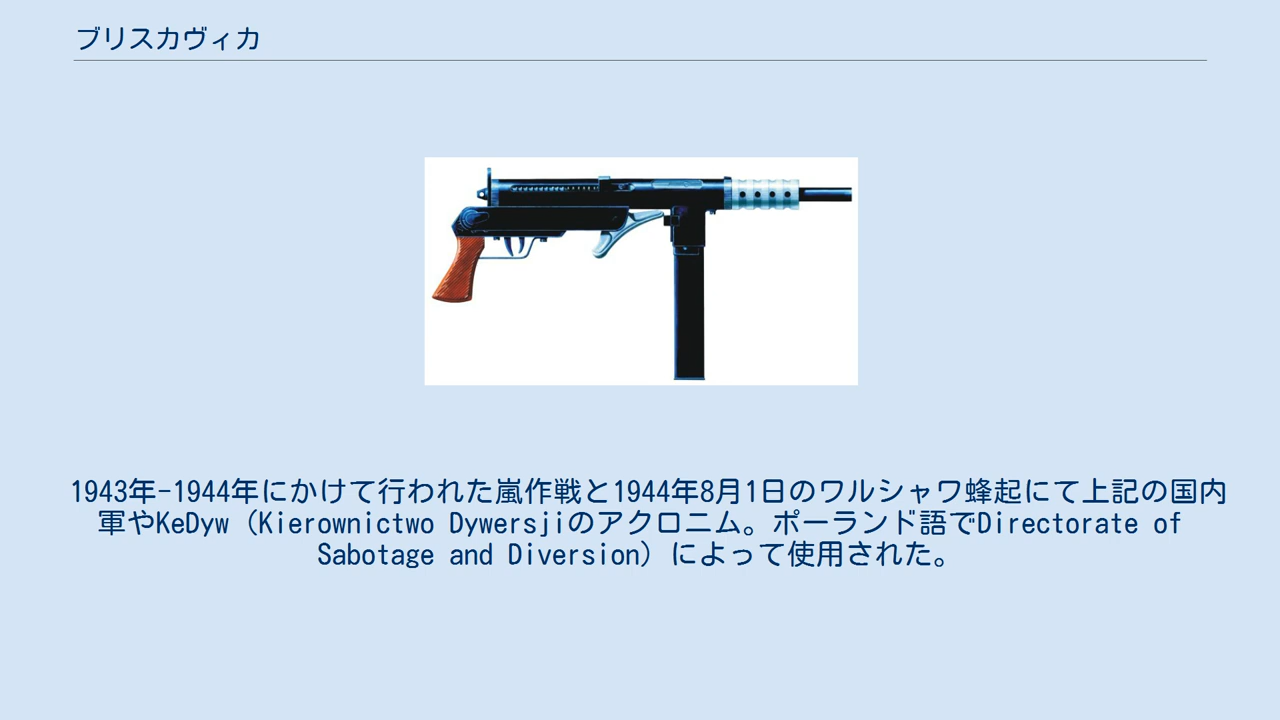 ブリスカヴィカ
1943年-1944年にかけて行われた嵐作戦と1944年8月1日のワルシャワ蜂起にて上記の国内
軍やKeDyw（Kierownictwo Dywersjiのアクロニム。ポーランド語でDirectorate of
Sabotage and Diversion）によって使用された。